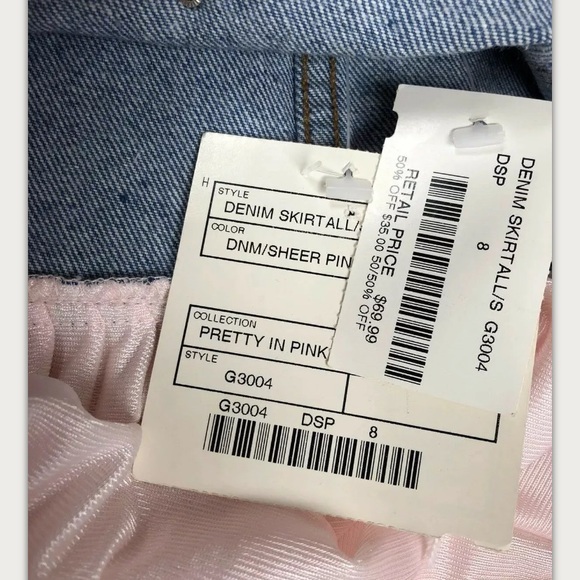 H
STYLE
DENIM SKIRTALL/
COLOR
DNM/SHEER PIN
COLLECTION
PRETTY IN PINK
STYLE
G3004
G3004 DSP 8
DENIM SKIRTALL/S G3004
DSP 8
RETAIL PRICE $69.99
50% OFF $35.00 50/50% OFF